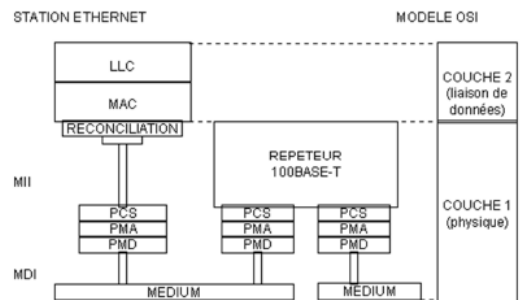 STATION ETHERNET
MODELE OSI
LLC
MAC
RECONCILIATION
COUCHE 2
(liaison de
données)
REPETEUR
100BASE-T
MII
PCS
PMA
PMD
PCS
PMA
PMD
PCS
PMA
PMD
COUCHE 1
(physique)
MDI
MEDIUM
MEDIUM